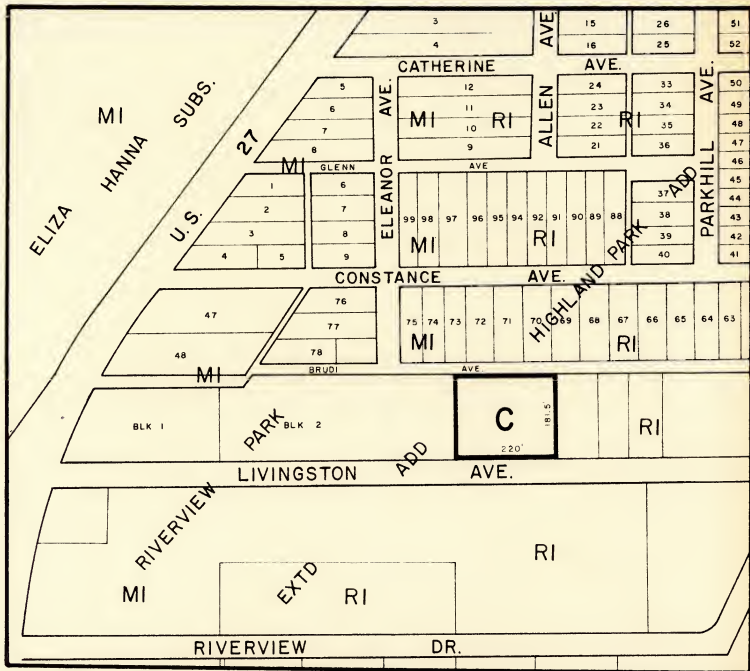 3
4
15
16
26
25
51
52
CATHERINE AVE.
ELIZA HANNA SUBS.
MI
U.S. 27
5
6
7
8
MI
GLENN AVE
ELEANOR AVE.
12
11
10
9
MI
RI
ALLEN AVE
24
23
22
21
RI
33
34
35
36
PARKHILL AVE.
50
49
48
47
46
45
44
43
42
41
1
2
3
4
5
6
7
8
9
99 98 97 96 95 94 92 91 90 89 88
MI
RI
37
38
39
40
HIGHLAND PARK ADD
CONSTANCE AVE.
47
48
MI
76
77
78
BRUDI AVE.
75 74 73 72 71 70 69 68 67 66 65 64 63
MI
RI
BLK 1
BLK 2
C
181.5'
220'
RI
LIVINGSTON AVE.
RIVERVIEW PARK ADD
EXTD
MI
RI
RI
RIVERVIEW DR.